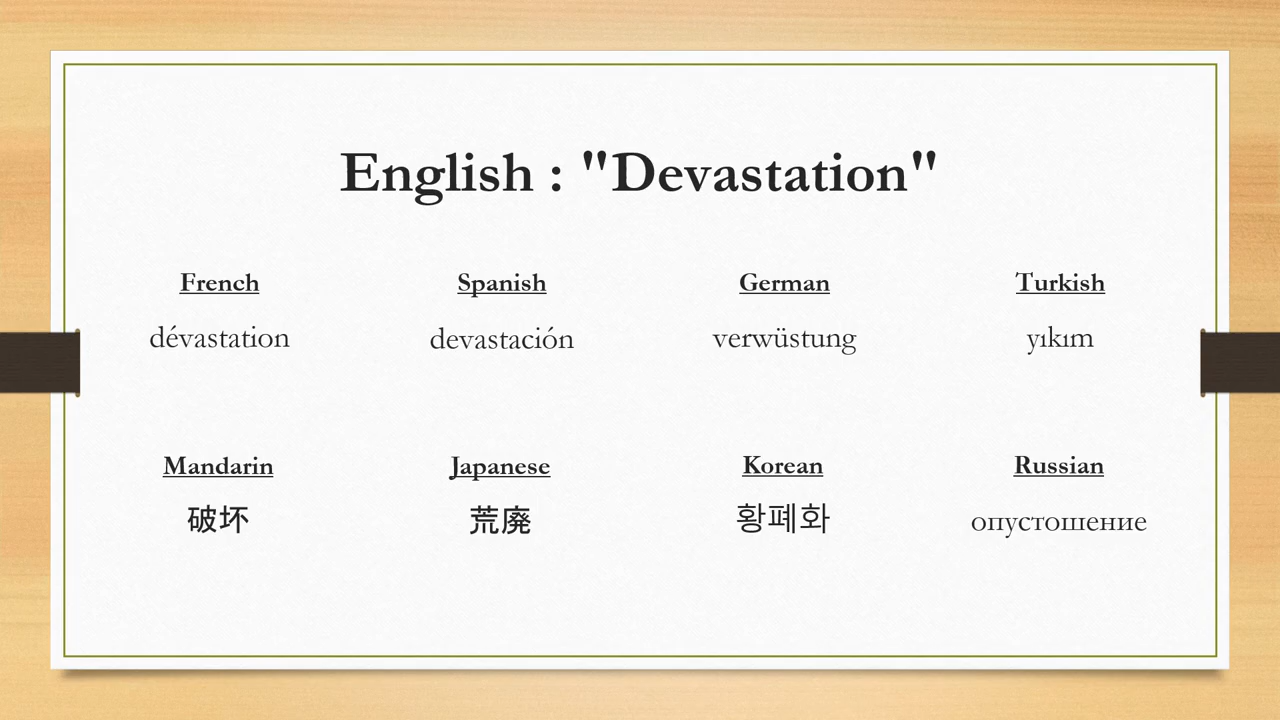 English : "Devastation"
French Spanish German Turkish
dévastation devastación verwüstung yıkım
Mandarin Japanese Korean Russian
破坏 荒廃 황폐화 опустошение